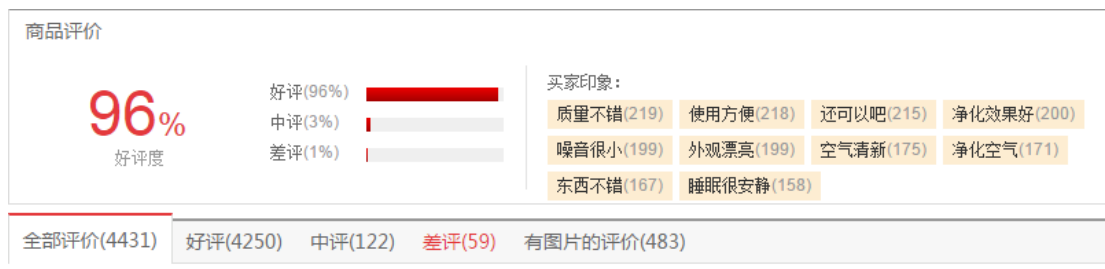 商品评价
96%
好评度
好评(96%)
中评(3%)
差评(1%)
买家印象：
质量不错(219) 使用方便(218) 还可以吧(215) 净化效果好(200)
噪音很小(199) 外观漂亮(199) 空气清新(175) 净化空气(171)
东西不错(167) 睡眠很安静(158)
全部评价(4431) 好评(4250) 中评(122) 差评(59) 有图片的评价(483)